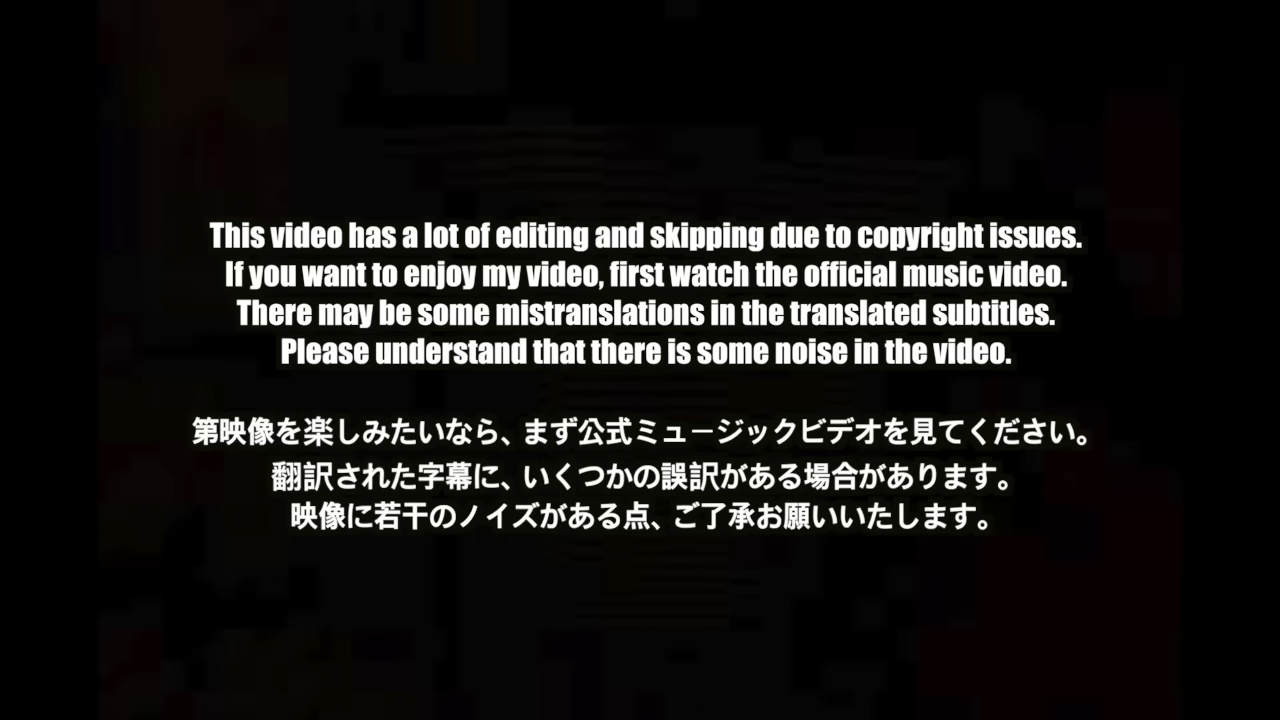 This video has a lot of editing and skipping due to copyright issues.
If you want to enjoy my video, first watch the official music video.
There may be some mistranslations in the translated subtitles.
Please understand that there is some noise in the video.
第映像を楽しみたいなら、まず公式ミュージックビデオを見てください。
翻訳された字幕に、いくつかの誤訳がある場合があります。
映像に若干のノイズがある点、ご了承お願いいたします。